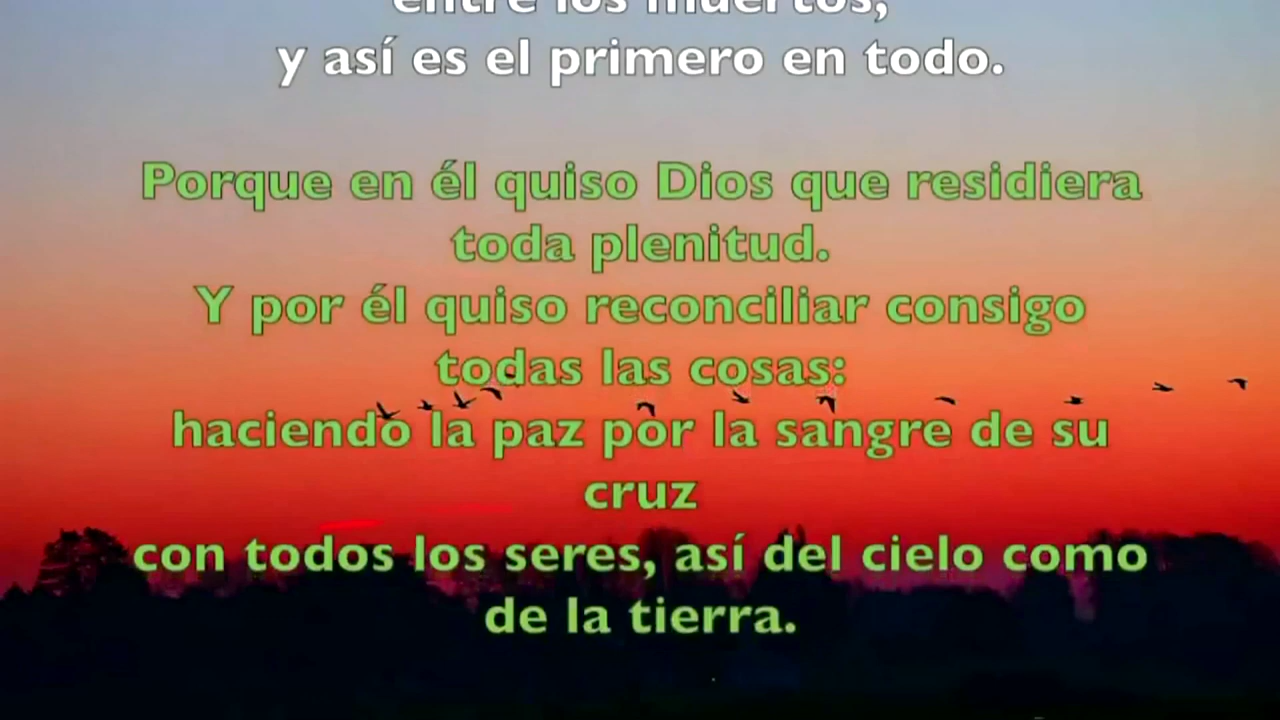 entre los muertos,
y así es el primero en todo.
Porque en él quiso Dios que residiera
toda plenitud.
Y por él quiso reconciliar consigo
todas las cosas:
haciendo la paz por la sangre de su
cruz
con todos los seres, así del cielo como
de la tierra.